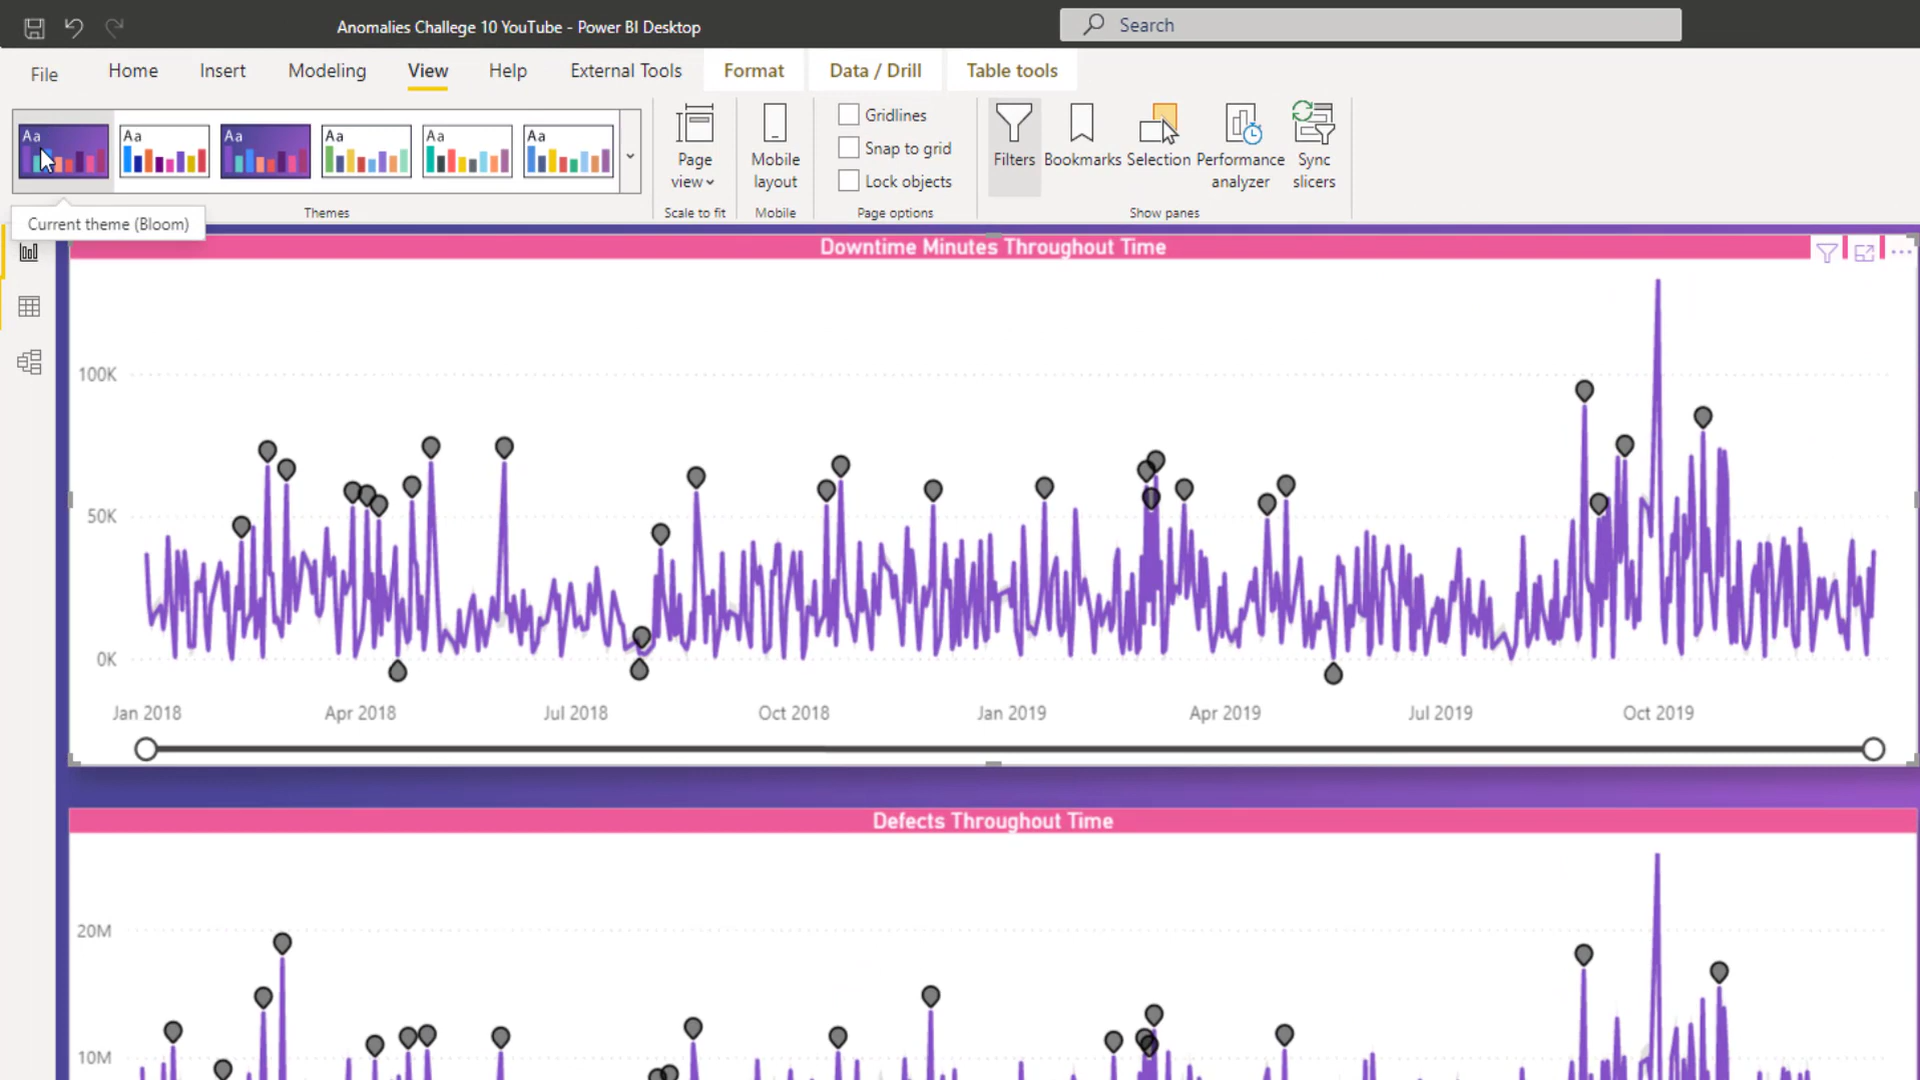 Anomalies Challege 10 YouTube - Power BI Desktop
Search
File Home Insert Modeling View Help External Tools Format Data / Drill Table tools
Aa Aa Aa Aa Aa Aa
Page view
Mobile layout
Gridlines
Snap to grid
Lock objects
Filters
Bookmarks
Selection
Performance analyzer
Sync slicers
Themes
Scale to fit
Mobile
Page options
Show panes
Current theme (Bloom)
Downtime Minutes Throughout Time
100K
50K
0K
Jan 2018 Apr 2018 Jul 2018 Oct 2018 Jan 2019 Apr 2019 Jul 2019 Oct 2019
Defects Throughout Time
20M
10M